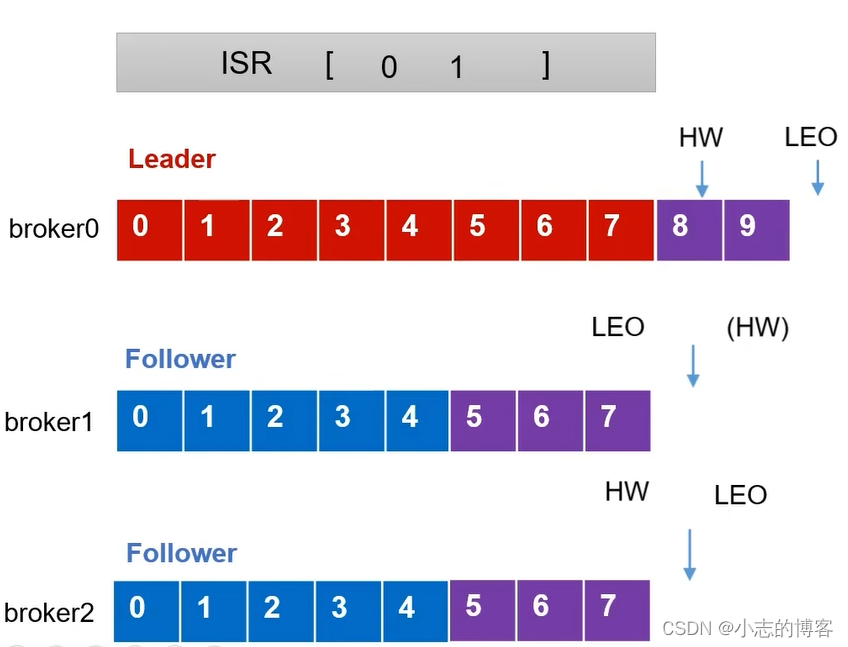 ISR [ 0 1 ]
HW LEO
Leader
broker0 0 1 2 3 4 5 6 7 8 9
LEO (HW)
Follower
broker1 0 1 2 3 4 5 6 7
HW LEO
Follower
broker2 0 1 2 3 4 5 6 7
CSDN @小志的博客